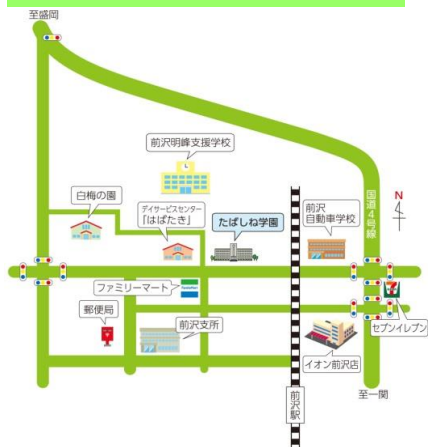 至盛岡
前沢明峰支援学校
白梅の園
デイサービスセンター
「はばたき」
たばしね学園
前沢
自動車学校
国道4号線
N
ファミリーマート
FamilyMart
郵便局
前沢支所
セブンイレブン
イオン前沢店
前沢駅
至一関